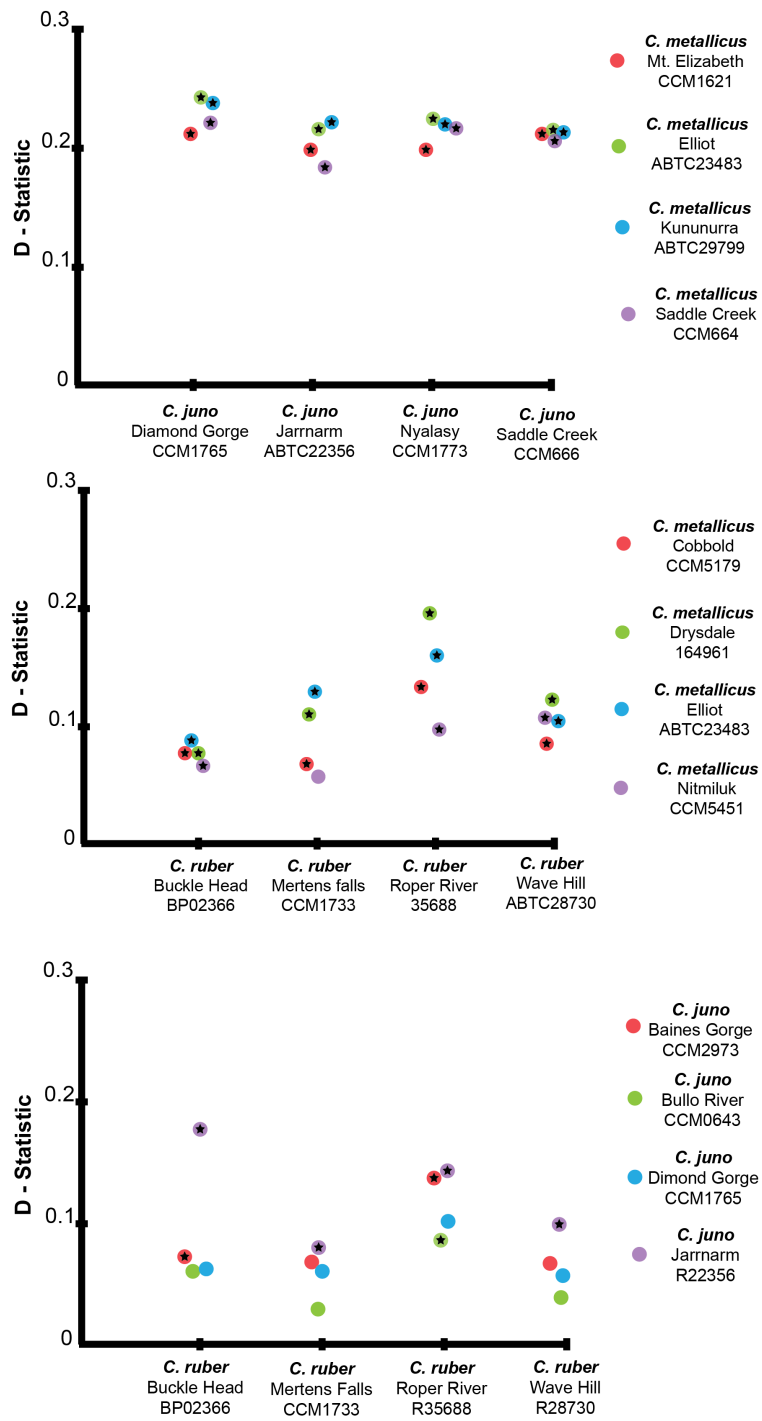 0.3
0.2
0.1
0
D - Statistic
C. metallicus
Mt. Elizabeth
CCM1621
C. metallicus
Elliot
ABTC23483
C. metallicus
Kununurra
ABTC29799
C. metallicus
Saddle Creek
CCM664
C. juno
Diamond Gorge
CCM1765
C. juno
Jarrnarm
ABTC22356
C. juno
Nyalasy
CCM1773
C. juno
Saddle Creek
CCM666
0.3
0.2
0.1
0
D - Statistic
C. metallicus
Cobbold
CCM5179
C. metallicus
Drysdale
164961
C. metallicus
Elliot
ABTC23483
C. metallicus
Nitmiluk
CCM5451
C. ruber
Buckle Head
BP02366
C. ruber
Mertens falls
CCM1733
C. ruber
Roper River
35688
C. ruber
Wave Hill
ABTC28730
0.3
0.2
0.1
0
D - Statistic
C. juno
Baines Gorge
CCM2973
C. juno
Bullo River
CCM0643
C. juno
Dimond Gorge
CCM1765
C. juno
Jarrnarm
R22356
C. ruber
Buckle Head
BP02366
C. ruber
Mertens Falls
CCM1733
C. ruber
Roper River
R35688
C. ruber
Wave Hill
R28730